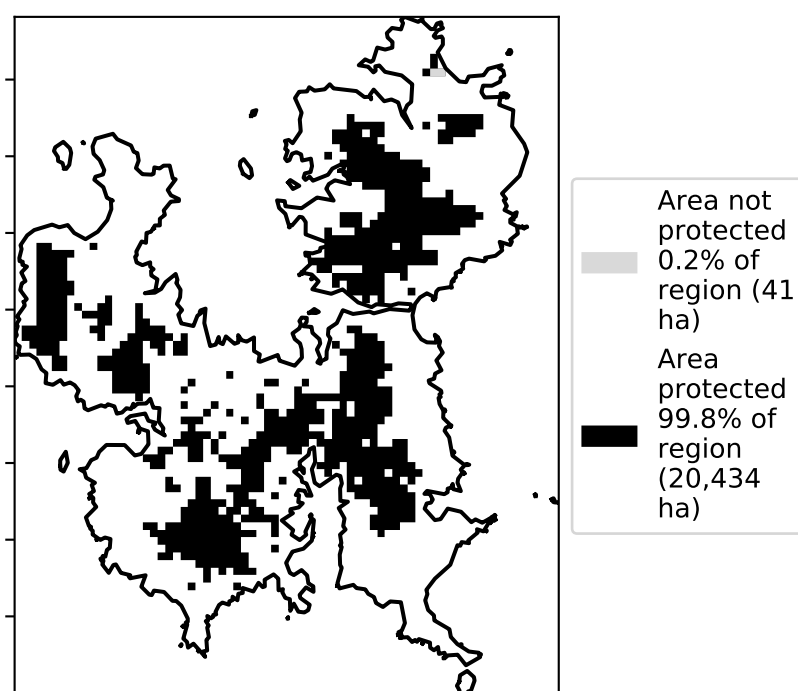 Area not
protected
0.2% of
region (41
ha)
Area
protected
99.8% of
region
(20,434
ha)